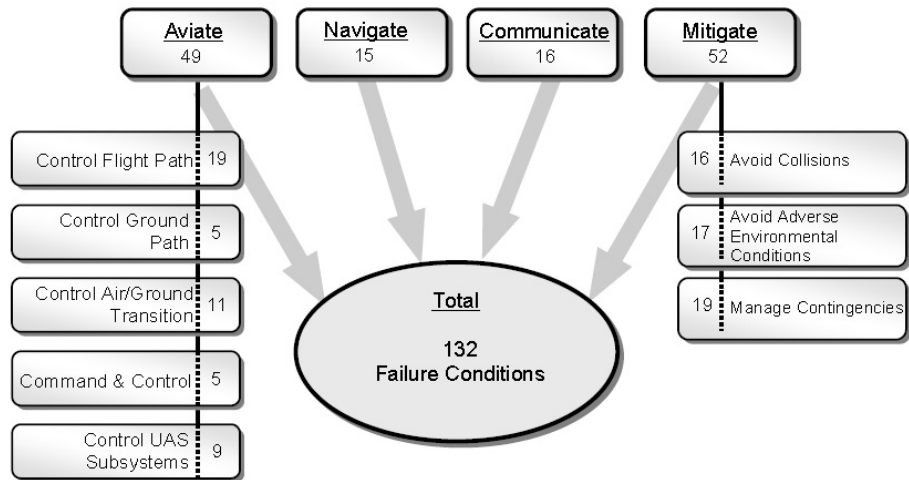 Aviate
49
Navigate
15
Communicate
16
Mitigate
52
Control Flight Path
19
Control Ground
Path
5
Control Air/Ground
Transition
11
Command & Control
5
Control UAS
Subsystems
9
16
Avoid Collisions
17
Avoid Adverse
Environmental
Conditions
19
Manage Contingencies
Total
132
Failure Conditions